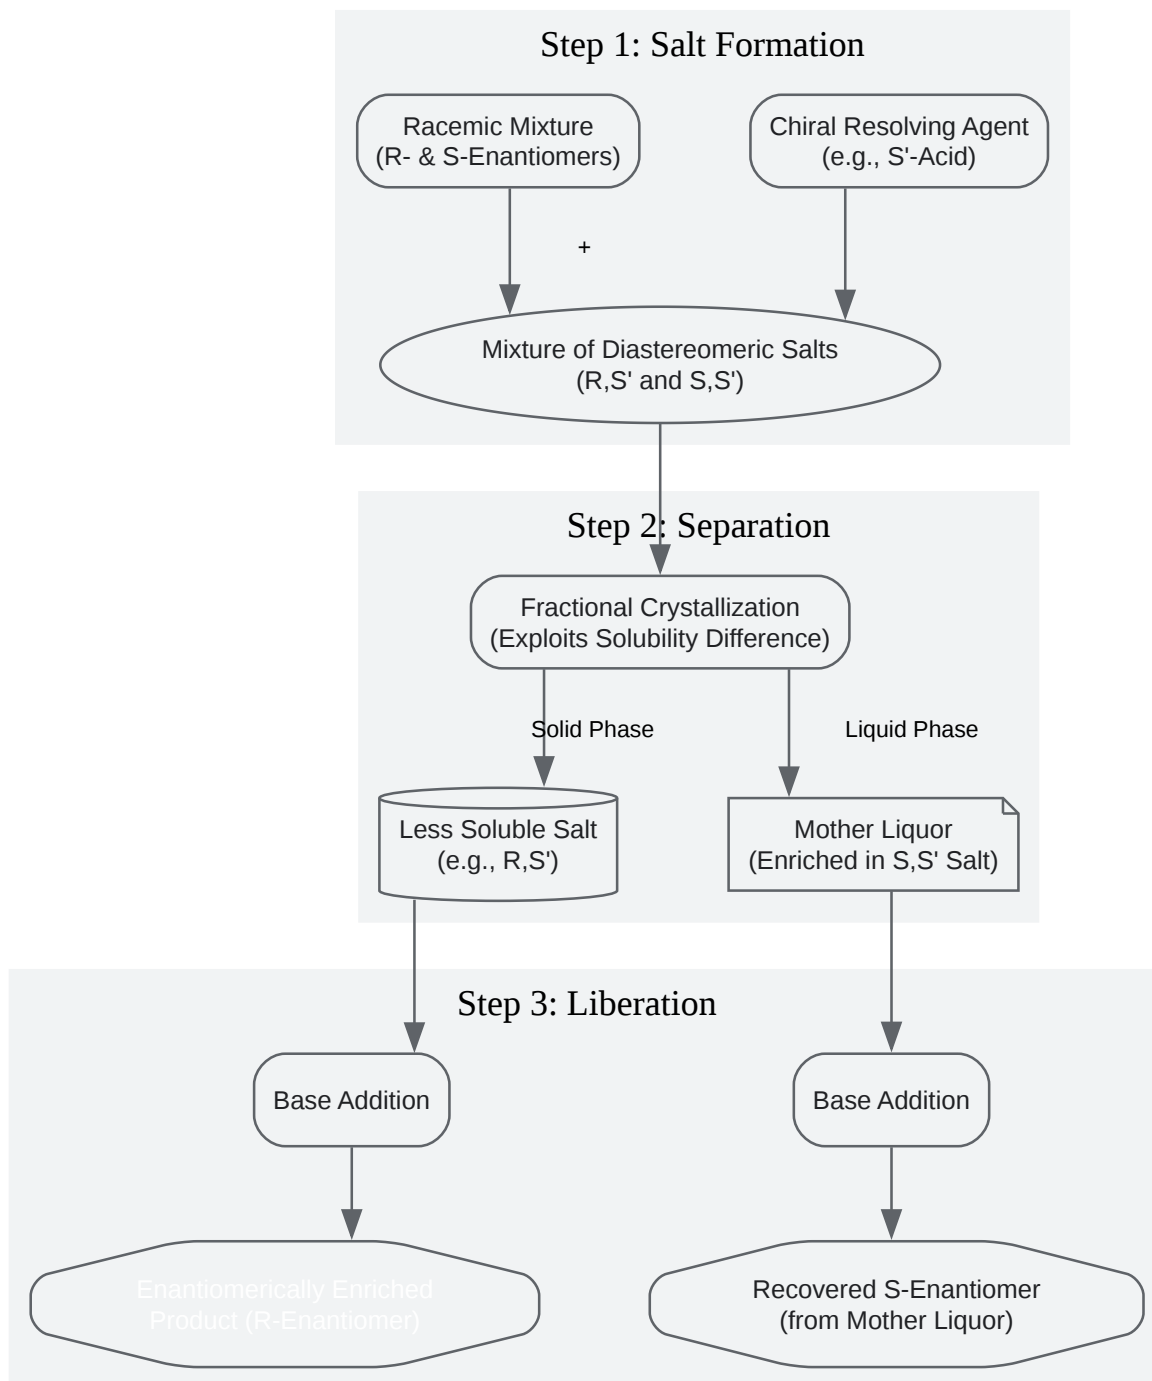 Step 1: Salt Formation
Racemic Mixture
(R- & S-Enantiomers)
Chiral Resolving Agent
(e.g., S'-Acid)
+
Mixture of Diastereomeric Salts
(R,S' and S,S')
Step 2: Separation
Fractional Crystallization
(Exploits Solubility Difference)
Solid Phase
Liquid Phase
Less Soluble Salt
(e.g., R,S')
Mother Liquor
(Enriched in S,S' Salt)
Step 3: Liberation
Base Addition
Base Addition
Enantiomerically Enriched
Product (R-Enantiomer)
Recovered S-Enantiomer
(from Mother Liquor)